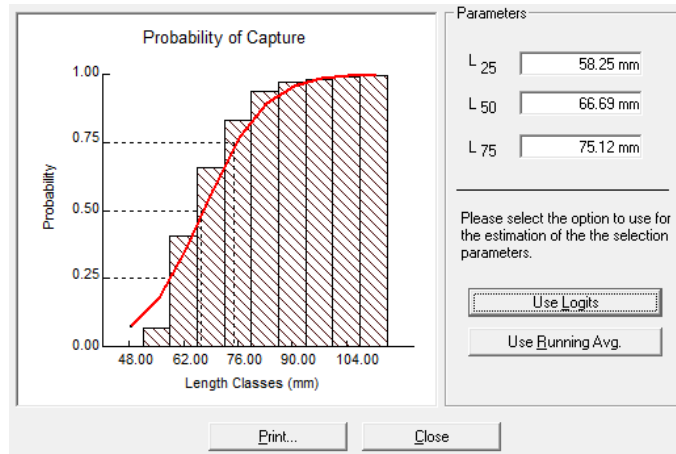 Probability of Capture
1.00
0.75
0.50
0.25
0.00
Probability
48.00 62.00 76.00 90.00 104.00
Length Classes (mm)
Parameters
L 25 58.25 mm
L 50 66.69 mm
L 75 75.12 mm
Please select the option to use for
the estimation of the the selection
parameters.
Use Logits
Use Running Avg.
Print... Close